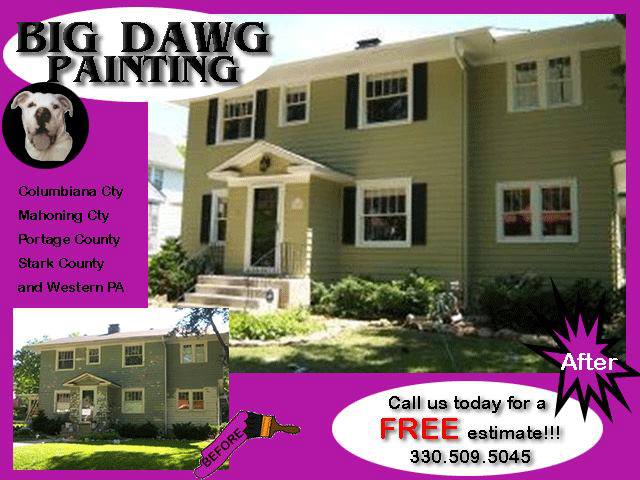 BIG DAWG
PAINTING
Columbiana Cty
Mahoning Cty
Portage County
Stark County
and Western PA
After
BEFORE
Call us today for a
FREE estimate!!!
330.509.5045